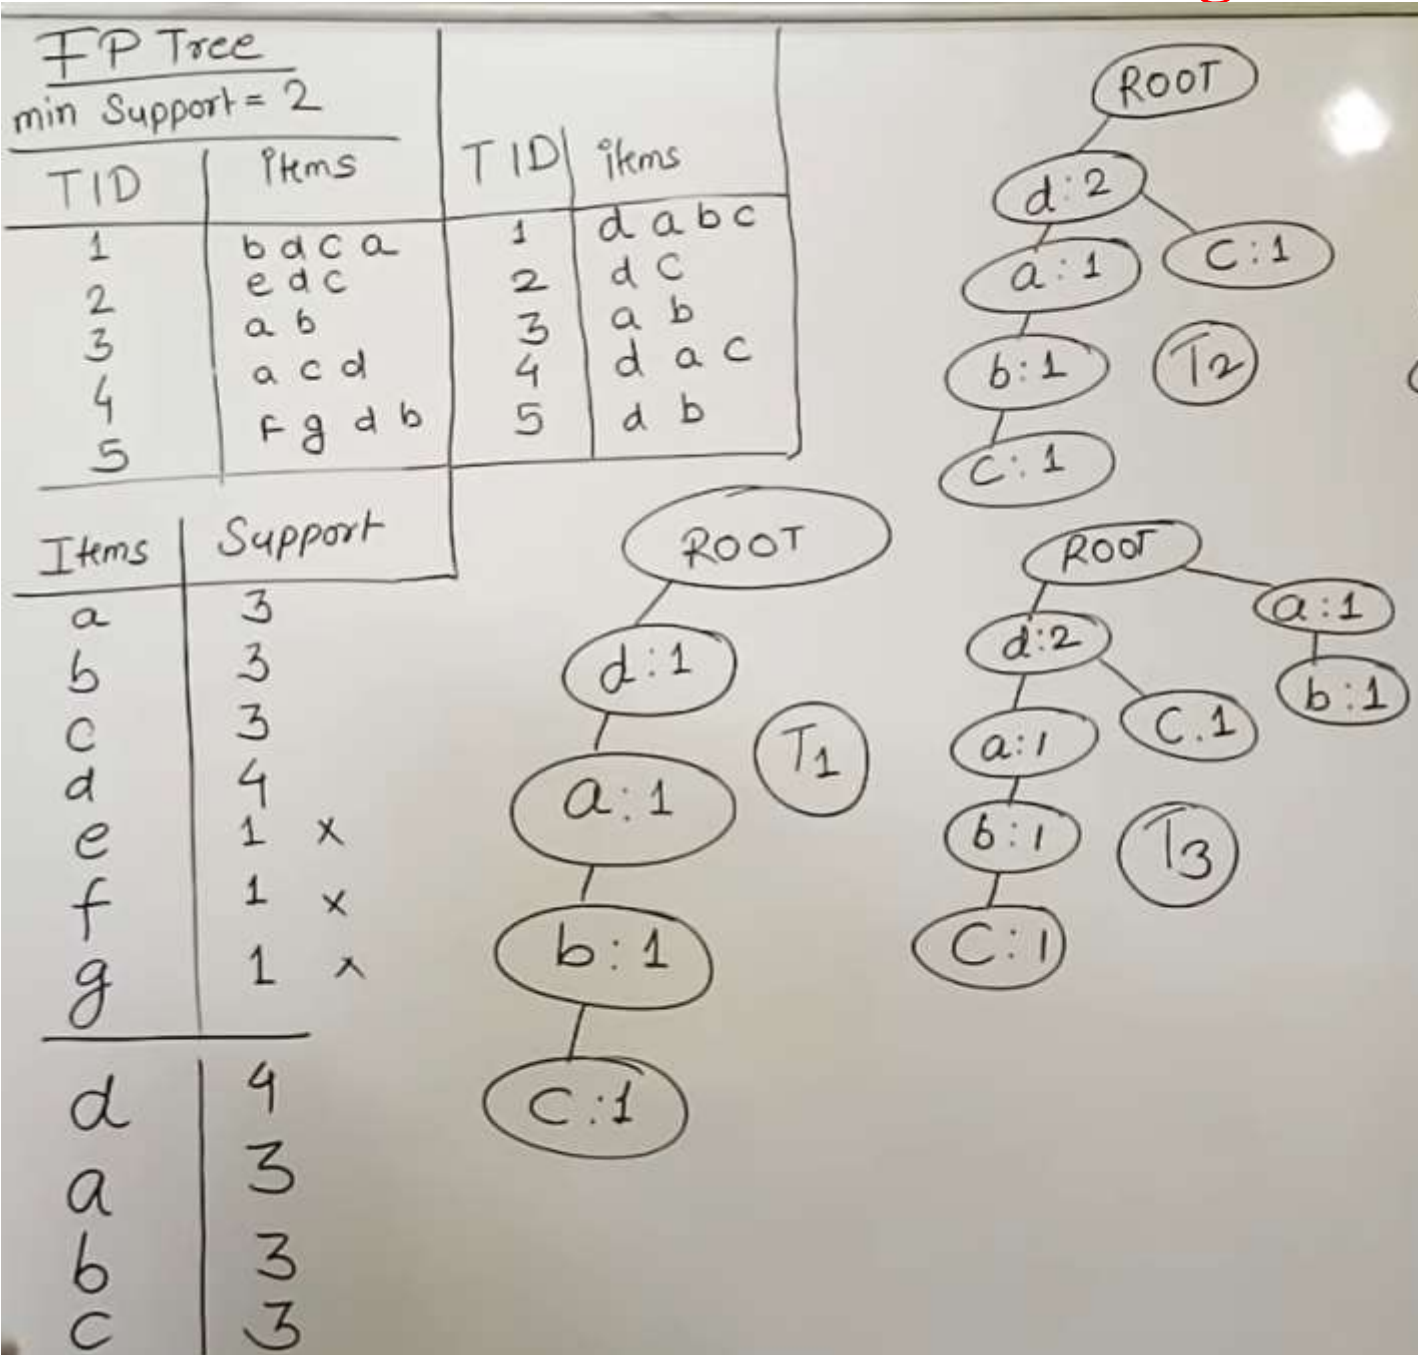 FP Tree
min Support = 2
TID items
1 b d c a
2 e d c
3 a b
4 a c d
5 f g d b
TID items
1 d a b c
2 d c
3 a b
4 d a c
5 d b
Items Support
a 3
b 3
c 3
d 4
e 1 x
f 1 x
g 1 x
d 4
a 3
b 3
c 3
ROOT
d:1
a:1
b:1
C:1
T1
ROOT
d:2
a:1 C:1
b:1
C:1
T2
ROOT
d:2 a:1
a:1 C.1 b:1
b:1
C:1
T3